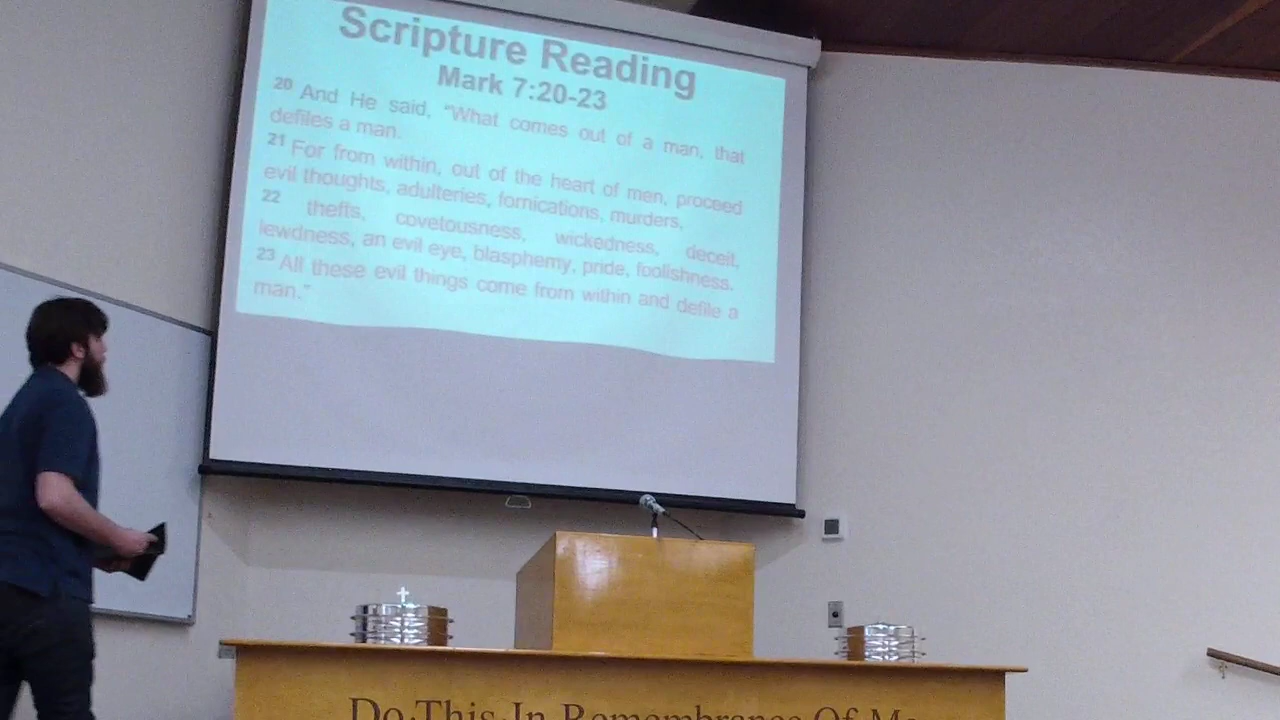 Scripture Reading
Mark 7:20-23
20 And He said, "What comes out of a man, that
defiles a man.
21 For from within, out of the heart of men, proceed
evil thoughts, adulteries, fornications, murders,
22 thefts, covetousness, wickedness, deceit,
lewdness, an evil eye, blasphemy, pride, foolishness.
23 All these evil things come from within and defile a
man."
Do This In Remembrance Of Me